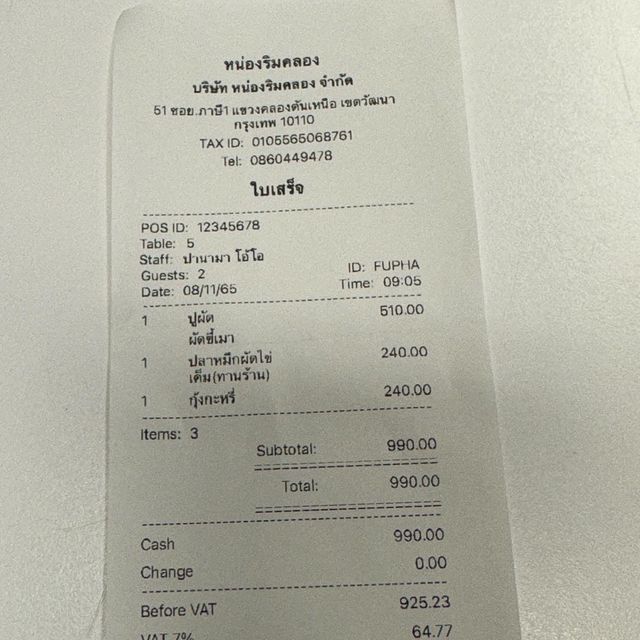 หน่องริมคลอง
บริษัท หน่องริมคลอง จำกัด
51 ซอย.ภาษี1 แขวงคลองตันเหนือ เขตวัฒนา
กรุงเทพ 10110
TAX ID: 0105565068761
Tel: 0860449478
ใบเสร็จ
POS ID: 12345678
Table: 5
Staff: ปานามา โอ้โอ
Guests: 2 ID: FUPHA
Date: 08/11/65 Time: 09:05
1 ปูผัด 510.00
ผัดขี้เมา
1 ปลาหมึกผัดไข่ 240.00
เค็ม(ทานร้าน)
1 กุ้งกะหรี่ 240.00
Items: 3
Subtotal: 990.00
Total: 990.00
Cash 990.00
Change 0.00
Before VAT 925.23
VAT 7% 64.77